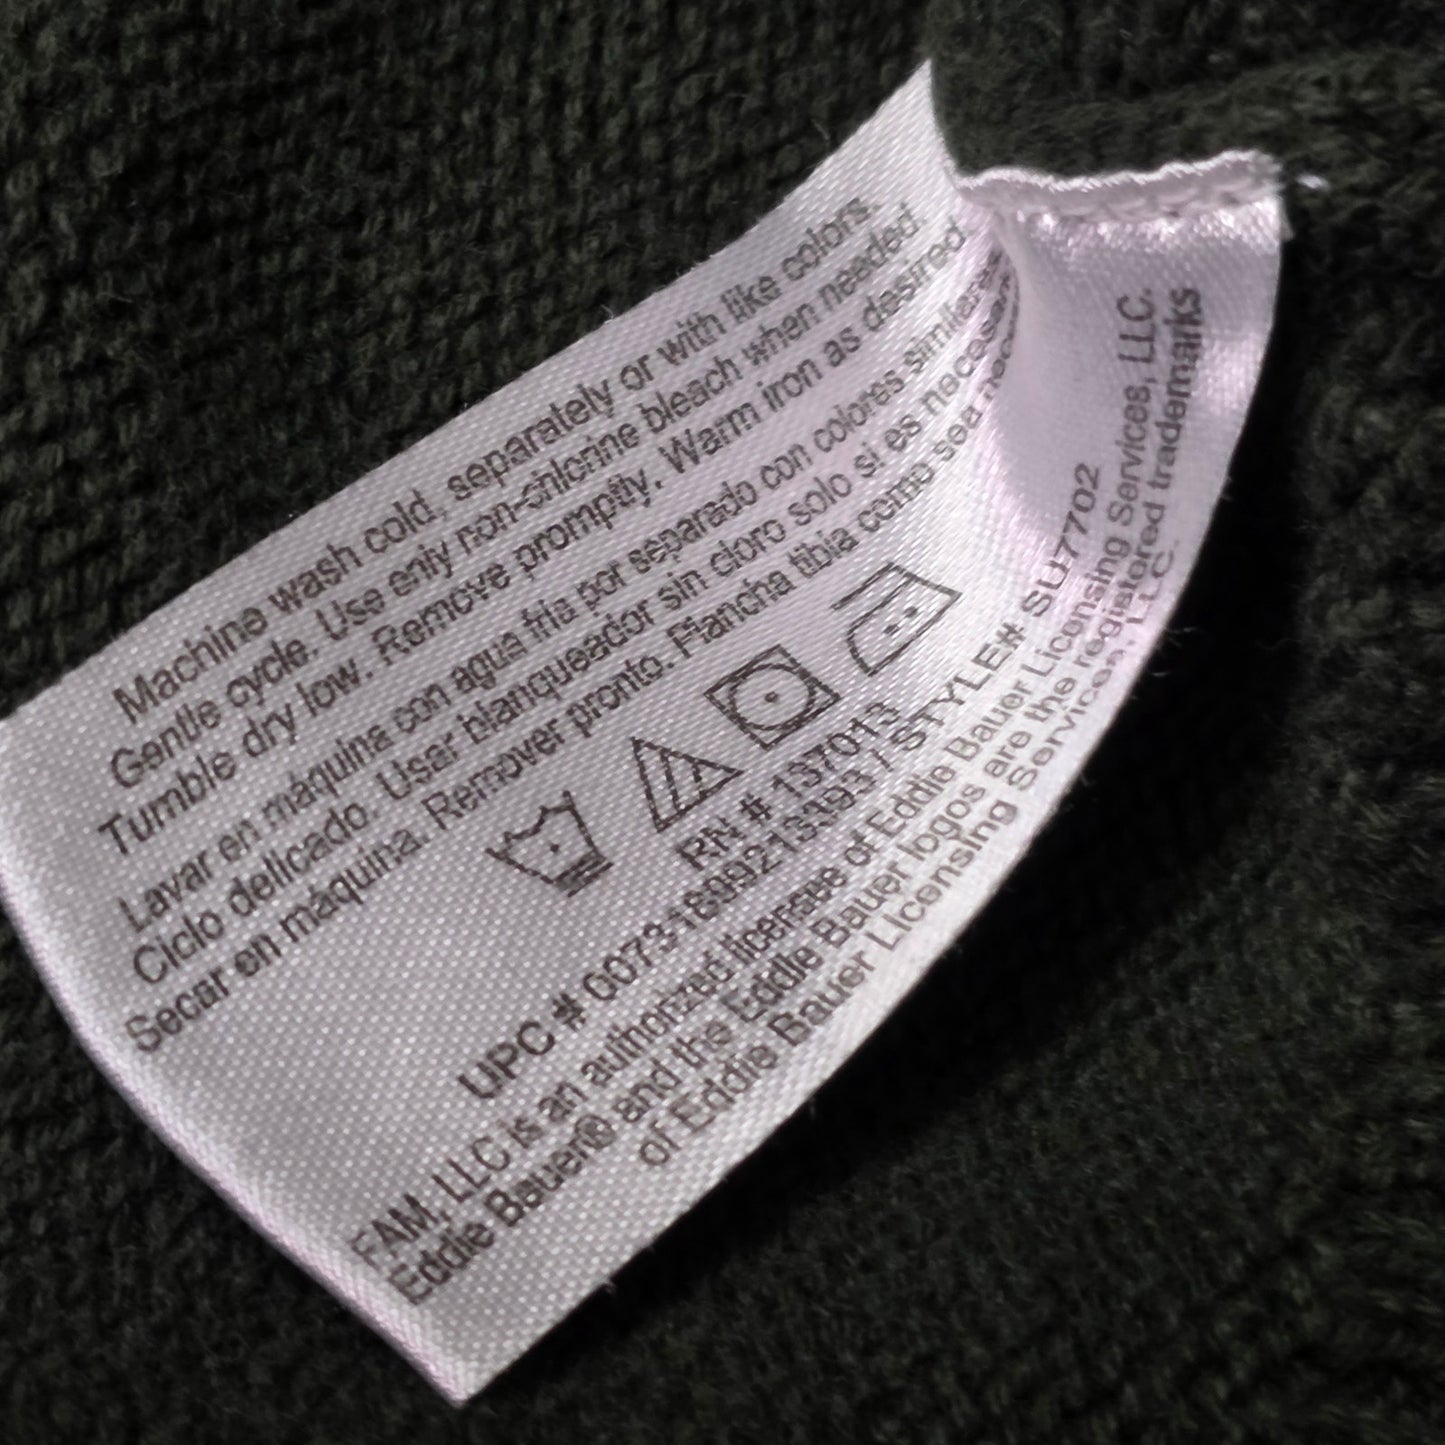 Machine wash cold, separately or with like colors.
Gentle cycle. Use only non-chlorine bleach when needed.
Tumble dry low. Remove promptly. Warm iron as desired.
Lavar en máquina con agua fria por separado con colores
Ciclo delicado. Usar blanqueador sin cloro solo si es
Secar en máquina. Remover pronto. Plancha tibia como sea
RN # 137013
UPC # / STYLE# SU7702
FAM, LLC is an authorized licensee of Eddie Bauer Licensing Services, LLC.
Eddie Bauer® and the Eddie Bauer logos are the registered trademarks
of Eddie Bauer Licensing Services, LLC.